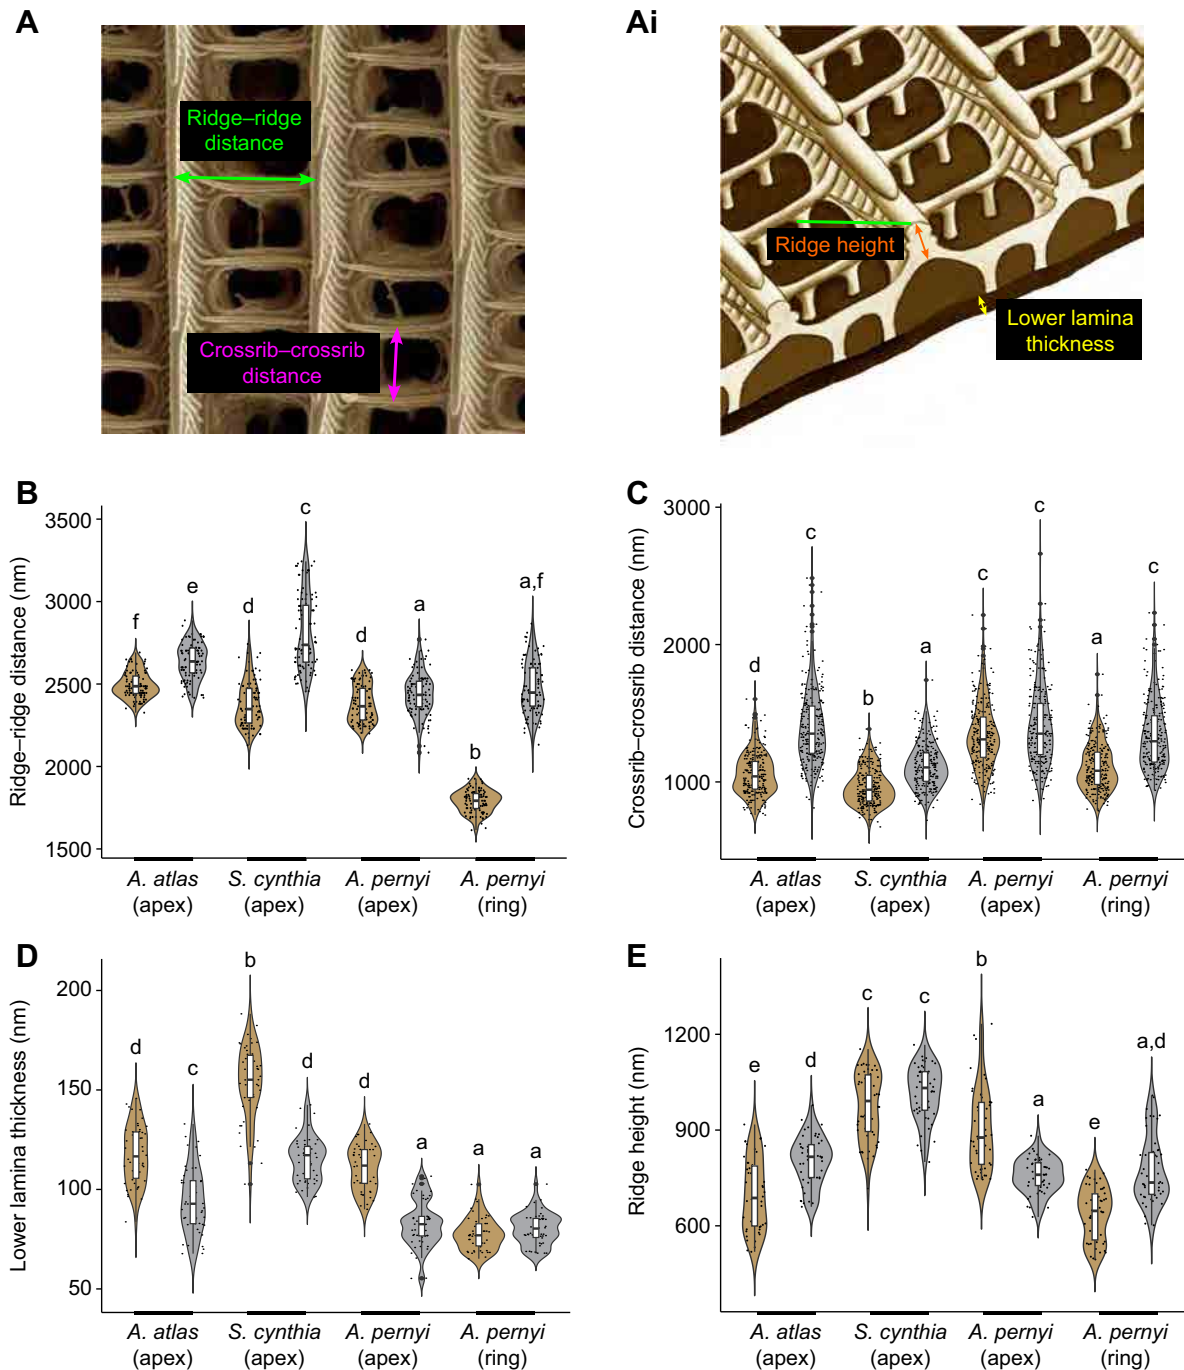 A
Ridge–ridge
distance
Crossrib–crossrib
distance
Ai
Ridge height
Lower lamina
thickness
B
Ridge–ridge distance (nm)
3500
3000
2500
2000
1500
f
e
d
c
d
a
b
a,f
A. atlas
(apex)
S. cynthia
(apex)
A. pernyi
(apex)
A. pernyi
(ring)
C
Crossrib–crossrib distance (nm)
3000
2000
1000
d
c
b
a
c
c
a
c
A. atlas
(apex)
S. cynthia
(apex)
A. pernyi
(apex)
A. pernyi
(ring)
D
Lower lamina thickness (nm)
200
150
100
50
d
c
b
d
d
a
a
a
A. atlas
(apex)
S. cynthia
(apex)
A. pernyi
(apex)
A. pernyi
(ring)
E
Ridge height (nm)
1200
900
600
e
d
c
c
b
a
e
a,d
A. atlas
(apex)
S. cynthia
(apex)
A. pernyi
(apex)
A. pernyi
(ring)